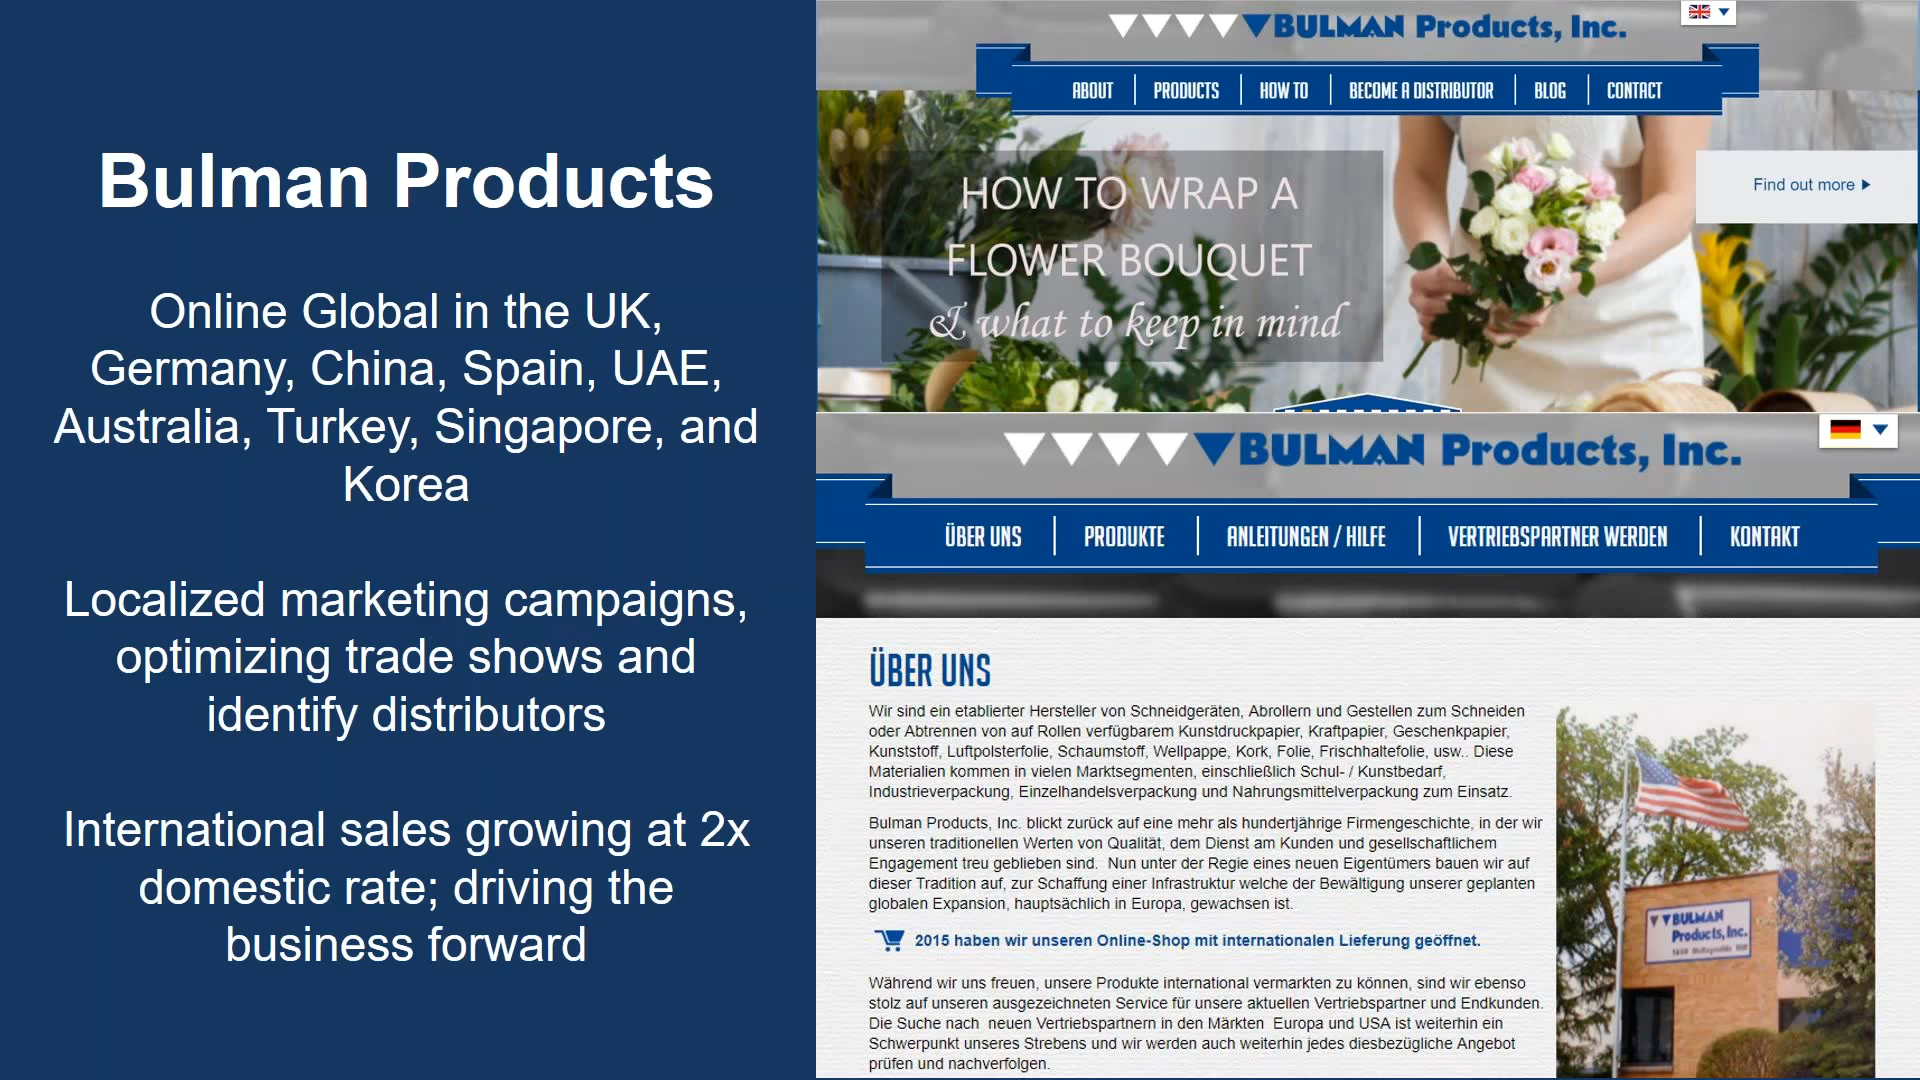 Bulman Products
Online Global in the UK,
Germany, China, Spain, UAE,
Australia, Turkey, Singapore, and
Korea
Localized marketing campaigns,
optimizing trade shows and
identify distributors
International sales growing at 2x
domestic rate; driving the
business forward
BULMAN Products, Inc.
ABOUT
PRODUCTS
HOW TO
BECOME A DISTRIBUTOR
BLOG
CONTACT
HOW TO WRAP A
FLOWER BOUQUET
& what to keep in mind
Find out more
BULMAN Products, Inc.
ÜBER UNS
PRODUKTE
ANLEITUNGEN / HILFE
VERTRIEBSPARTNER WERDEN
KONTAKT
ÜBER UNS
Wir sind ein etablierter Hersteller von Schneidgeräten, Abrollern und Gestellen zum Schneiden
oder Abtrennen von auf Rollen verfügbarem Kunstdruckpapier, Kraftpapier, Geschenkpapier,
Kunststoff, Luftpolsterfolie, Schaumstoff, Wellpappe, Kork, Folie, Frischhaltefolie, usw.. Diese
Materialien kommen in vielen Marktsegmenten, einschließlich Schul- / Kunstbedarf,
Industrieverpackung, Einzelhandelsverpackung und Nahrungsmittelverpackung zum Einsatz.
Bulman Products, Inc. blickt zurück auf eine mehr als hundertjährige Firmengeschichte, in der wir
unseren traditionellen Werten von Qualität, dem Dienst am Kunden und gesellschaftlichem
Engagement treu geblieben sind. Nun unter der Regie eines neuen Eigentümers bauen wir auf
dieser Tradition auf, zur Schaffung einer Infrastruktur welche der Bewältigung unserer geplanten
globalen Expansion, hauptsächlich in Europa, gewachsen ist.
2015 haben wir unseren Online-Shop mit internationalen Lieferung geöffnet.
Während wir uns freuen, unsere Produkte international vermarkten zu können, sind wir ebenso
stolz auf unseren ausgezeichneten Service für unsere aktuellen Vertriebspartner und Endkunden.
Die Suche nach neuen Vertriebspartnern in den Märkten Europa und USA ist weiterhin ein
Schwerpunkt unseres Strebens und wir werden auch weiterhin jedes diesbezügliche Angebot
prüfen und nachverfolgen.
BULMAN
Products, Inc.
1650 McReynolds NW